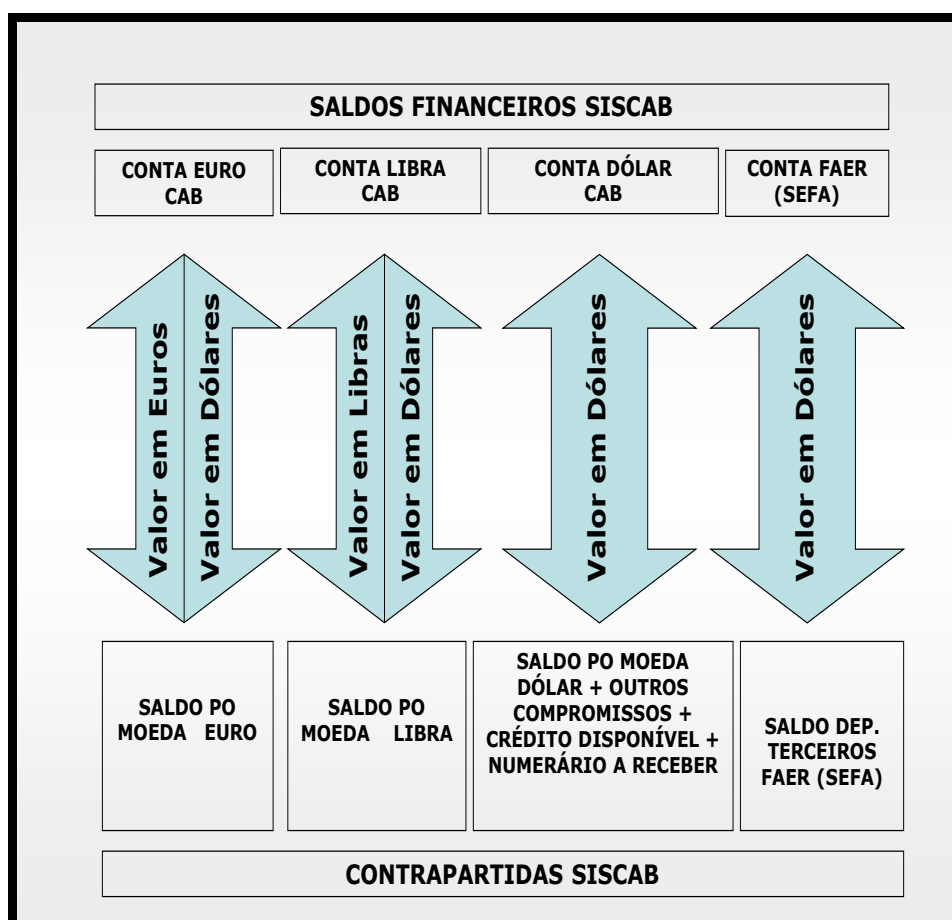 SALDOS FINANCEIROS SISCAB
CONTA EURO
CAB
CONTA LIBRA
CAB
CONTA DÓLAR
CAB
CONTA FAER
(SEFA)
Valor em Euros
Valor em Dólares
Valor em Libras
Valor em Dólares
Valor em Dólares
Valor em Dólares
SALDO PO
MOEDA EURO
SALDO PO
MOEDA LIBRA
SALDO PO MOEDA
DÓLAR + OUTROS
COMPROMISSOS +
CRÉDITO DISPONÍVEL +
NUMERÁRIO A RECEBER
SALDO DEP.
TERCEIROS
FAER (SEFA)
CONTRAPARTIDAS SISCAB